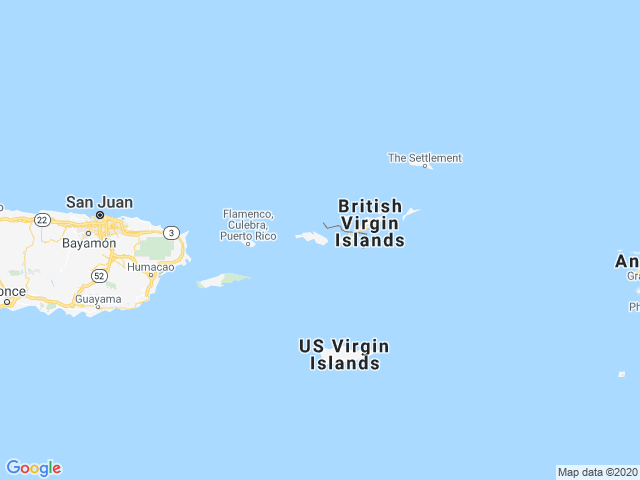 The Settlement
San Juan
British
Virgin
Islands
Flamenco,
Culebra,
Puerto Rico
22
3
Bayamón
52
Humacao
Guayama
once
An
Gra
Ph
US Virgin
Islands
Google
Map data ©2020